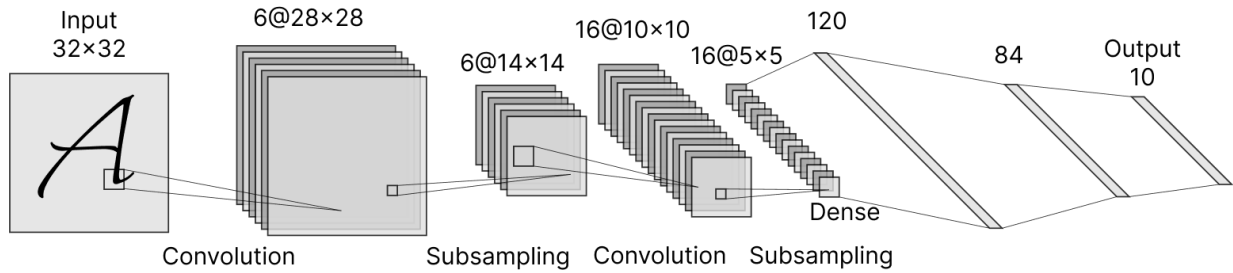 Input
32×32
6@28×28
6@14×14
16@10×10
16@5×5
120
84
Output
10
A
Dense
Convolution
Subsampling
Convolution
Subsampling